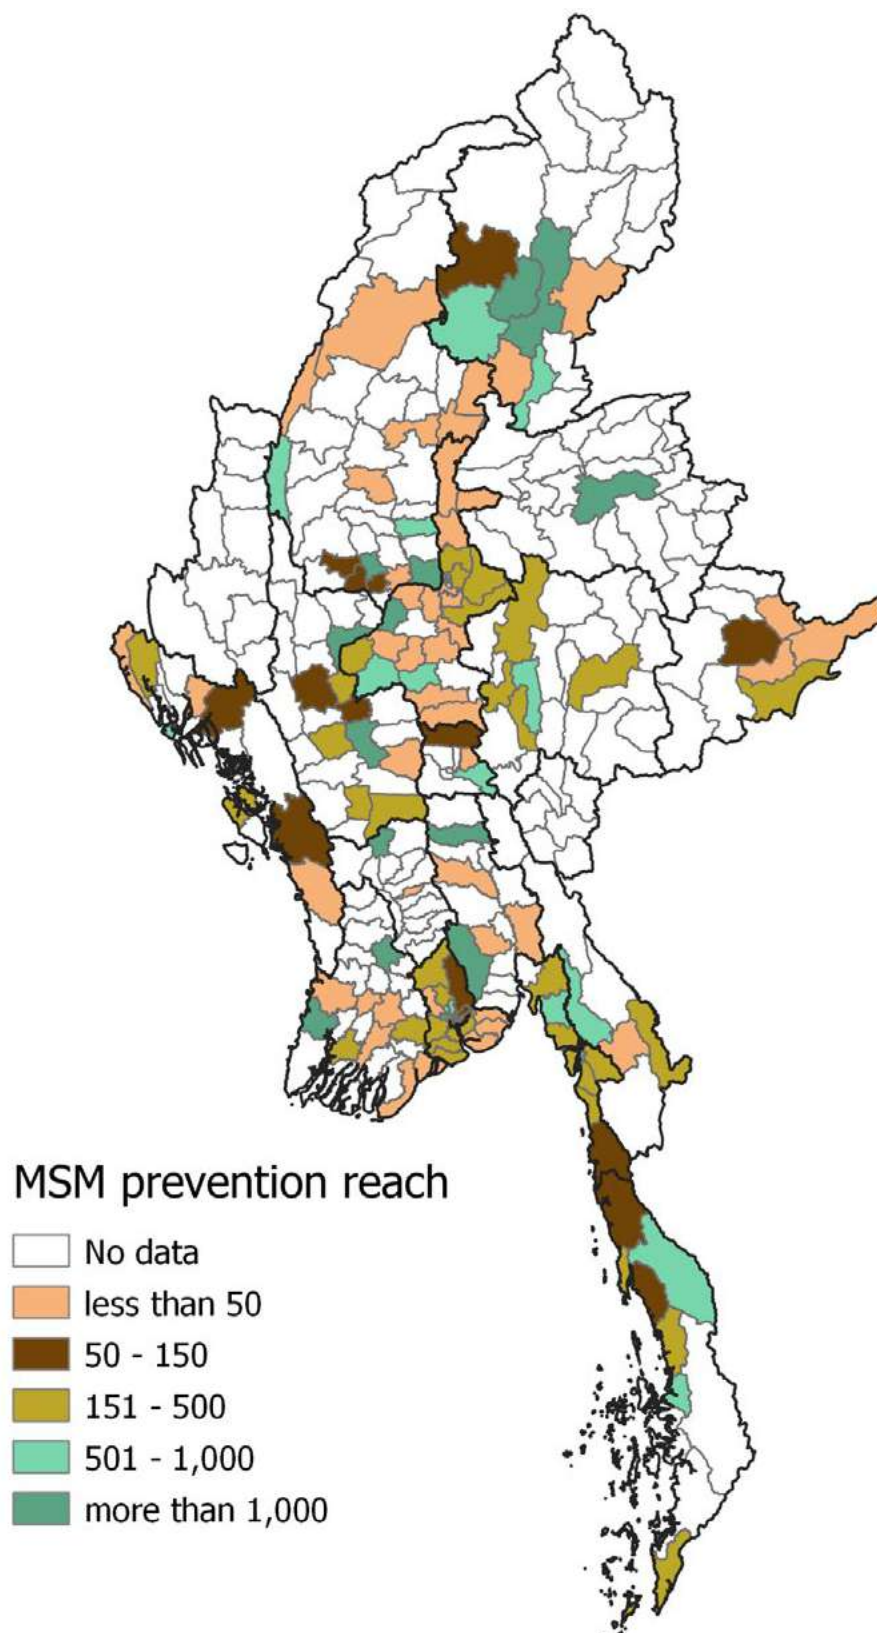 MSM prevention reach
No data
less than 50
50 - 150
151 - 500
501 - 1,000
more than 1,000